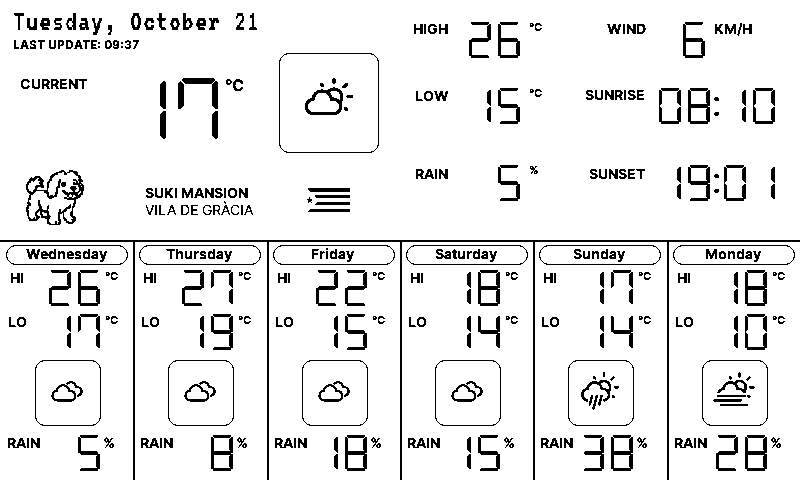 Tuesday, October 21
LAST UPDATE: 09:37
CURRENT 17 °C
SUKI MANSION
VILA DE GRÀCIA
HIGH 26 °C
LOW 15 °C
RAIN 5 %
WIND 6 KM/H
SUNRISE 08:10
SUNSET 19:01
Wednesday
HI 26 °C
LO 17 °C
RAIN 5 %
Thursday
HI 27 °C
LO 19 °C
RAIN 8 %
Friday
HI 22 °C
LO 15 °C
RAIN 18 %
Saturday
HI 18 °C
LO 14 °C
RAIN 15 %
Sunday
HI 17 °C
LO 14 °C
RAIN 38 %
Monday
HI 18 °C
LO 10 °C
RAIN 28 %